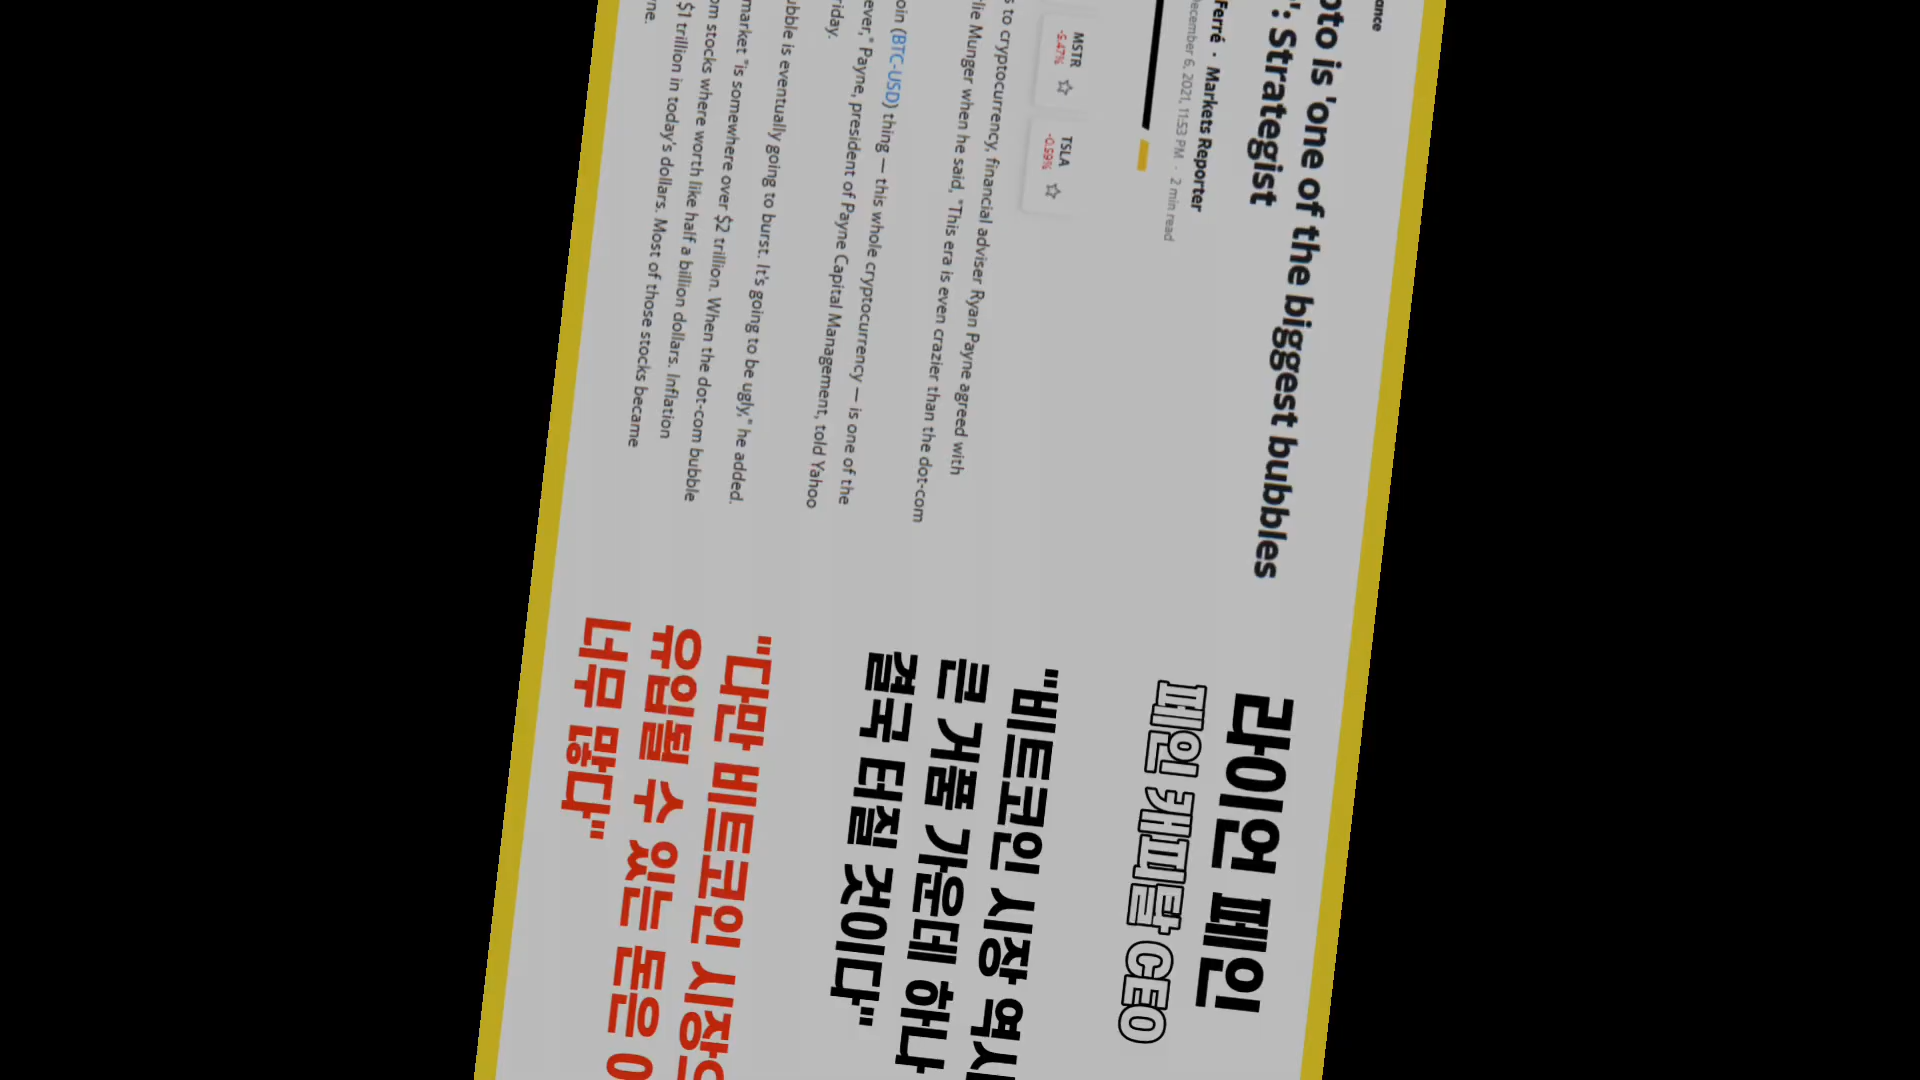 ance
pto is 'one of the biggest bubbles
': Strategist
Ferré · Markets Reporter
ecember 6, 2021, 11:53 PM · 2 min read
MSTR
-5.47%
TSLA
-0.59%
s to cryptocurrency, financial adviser Ryan Payne agreed with
rlie Munger when he said, "This era is even crazier than the dot-com
oin (BTC-USD) thing — this whole cryptocurrency — is one of the
ever," Payne, president of Payne Capital Management, told Yahoo
riday.
ubble is eventually going to burst. It's going to be ugly," he added.
market "is somewhere over $2 trillion. When the dot-com bubble
om stocks where worth like half a billion dollars. Inflation
$1 trillion in today's dollars. Most of those stocks became
ne.
라이언 페인
페인 캐피탈 CEO
"비트코인 시장 역사
큰 거품 가운데 하나
결국 터질 것이다"
"다만 비트코인 시장
유입될 수 있는 돈은
너무 많다"